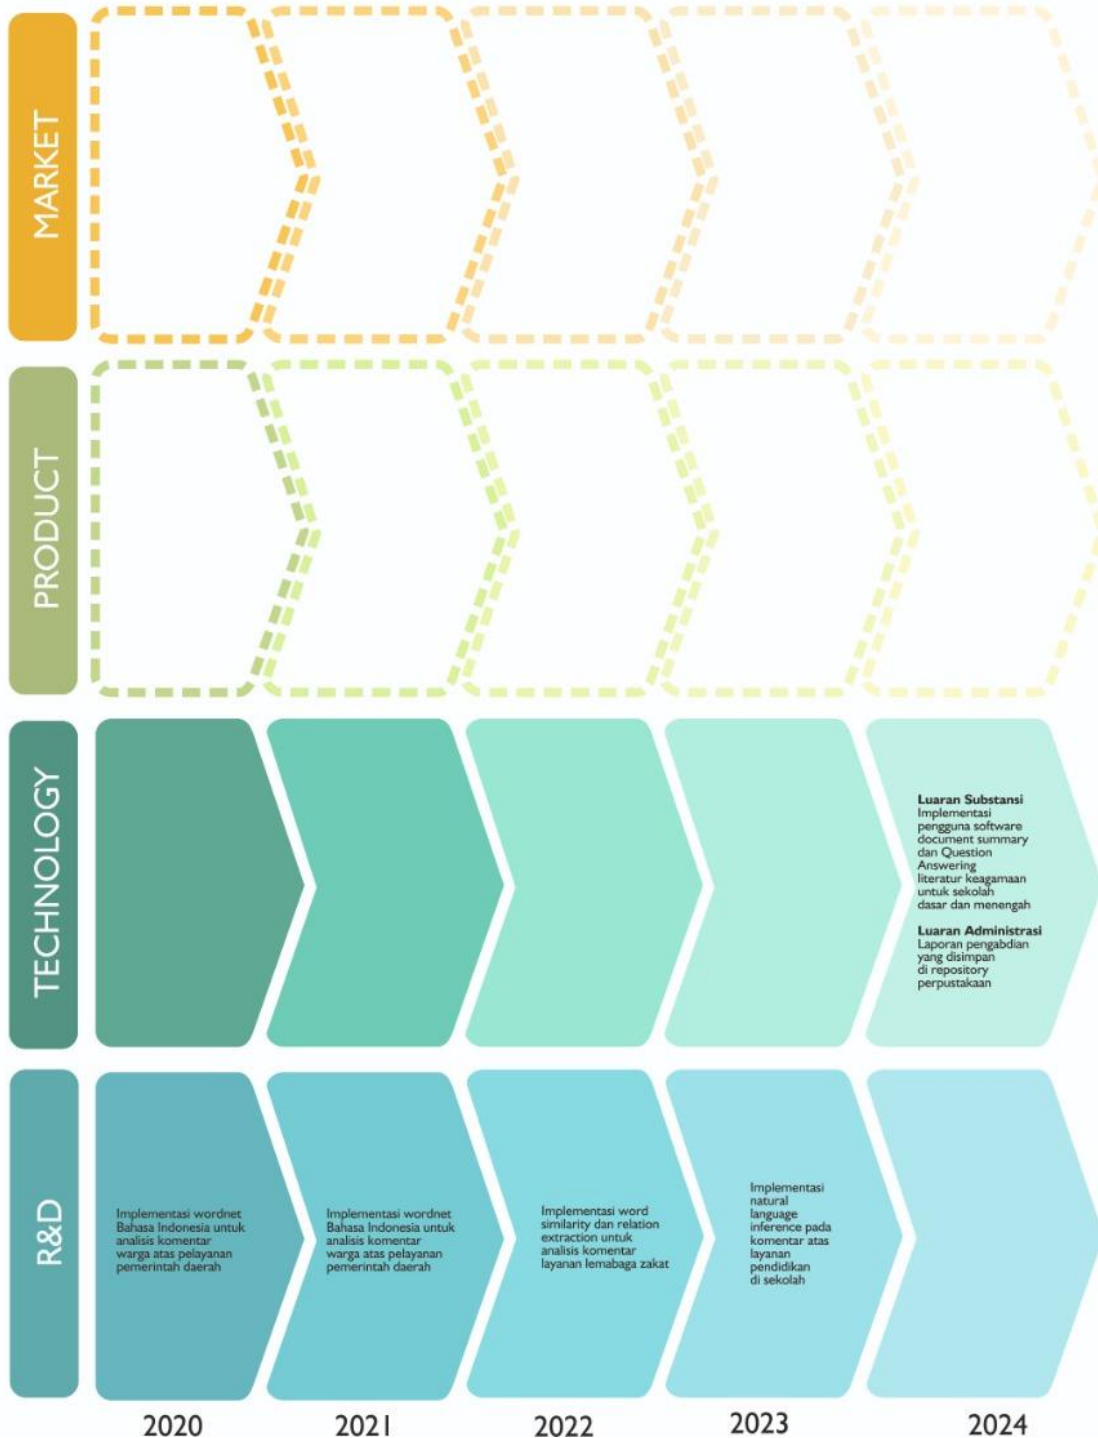 MARKET
PRODUCT
TECHNOLOGY
Luaran Substansi
Implementasi
pengguna software
document summary
dan Question
Answering
literatur keagamaan
untuk sekolah
dasar dan menengah
Luaran Administrasi
Laporan pengabdian
yang disimpan
di repository
perpustakaan
R&D
Implementasi wordnet
Bahasa Indonesia untuk
analisis komentar
warga atas pelayanan
pemerintah daerah
Implementasi wordnet
Bahasa Indonesia untuk
analisis komentar
warga atas pelayanan
pemerintah daerah
Implementasi word
similarity dan relation
extraction untuk
analisis komentar
layanan lemabaga zakat
Implementasi
natural
language
inference pada
komentar atas
layanan
pendidikan
di sekolah
2020
2021
2022
2023
2024